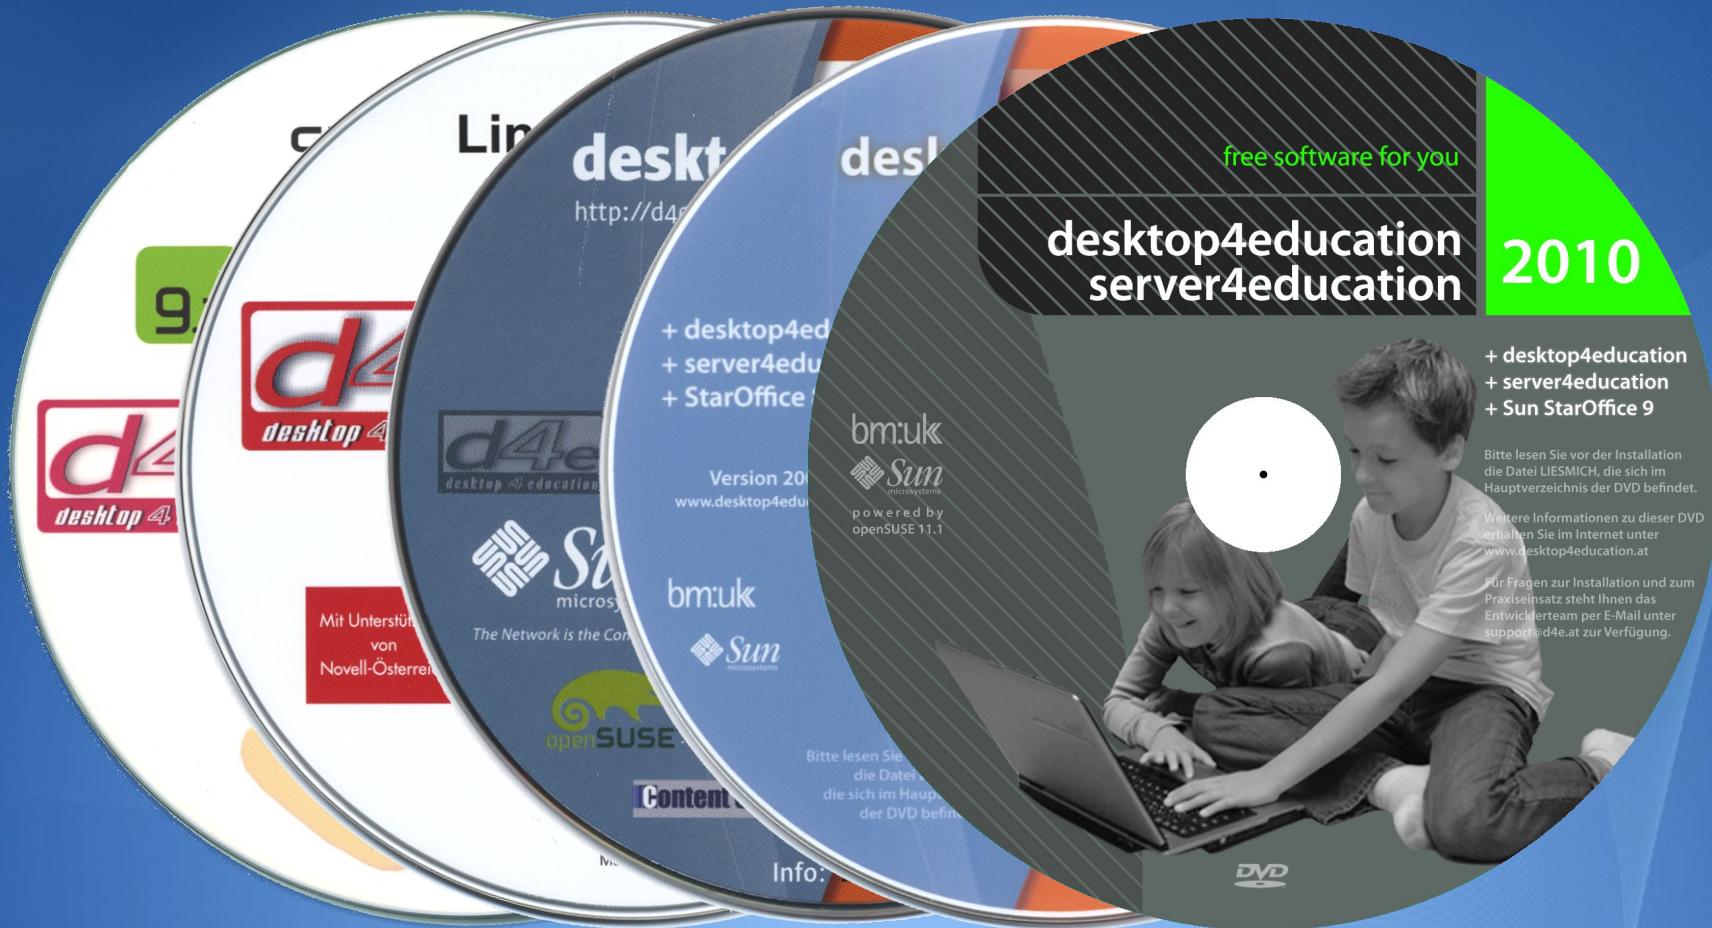 9.
d4
desktop 4
Lin
d4
desktop 4
Mit Unterstüt
von
Novell-Österrei
deskt
http://d4e
d4e
desktop 4 education
Sun
microsy
The Network is the Com
openSUSE
Content
Info:
desk
+ desktop4ed
+ server4edu
+ StarOffice
Version 200
www.desktop4edu
bm:uk
Sun
microsystems
Bitte lesen Sie
die Datei
die sich im Haup
der DVD befin
free software for you
desktop4education
server4education
2010
bm:uk
Sun
microsystems
powered by
openSUSE 11.1
+ desktop4education
+ server4education
+ Sun StarOffice 9
Bitte lesen Sie vor der Installation
die Datei LIESMICH, die sich im
Hauptverzeichnis der DVD befindet.
Weitere Informationen zu dieser DVD
erhalten Sie im Internet unter
www.desktop4education.at
Für Fragen zur Installation und zum
Praxiseinsatz steht Ihnen das
Entwicklerteam per E-Mail unter
support@d4e.at zur Verfügung.
DVD